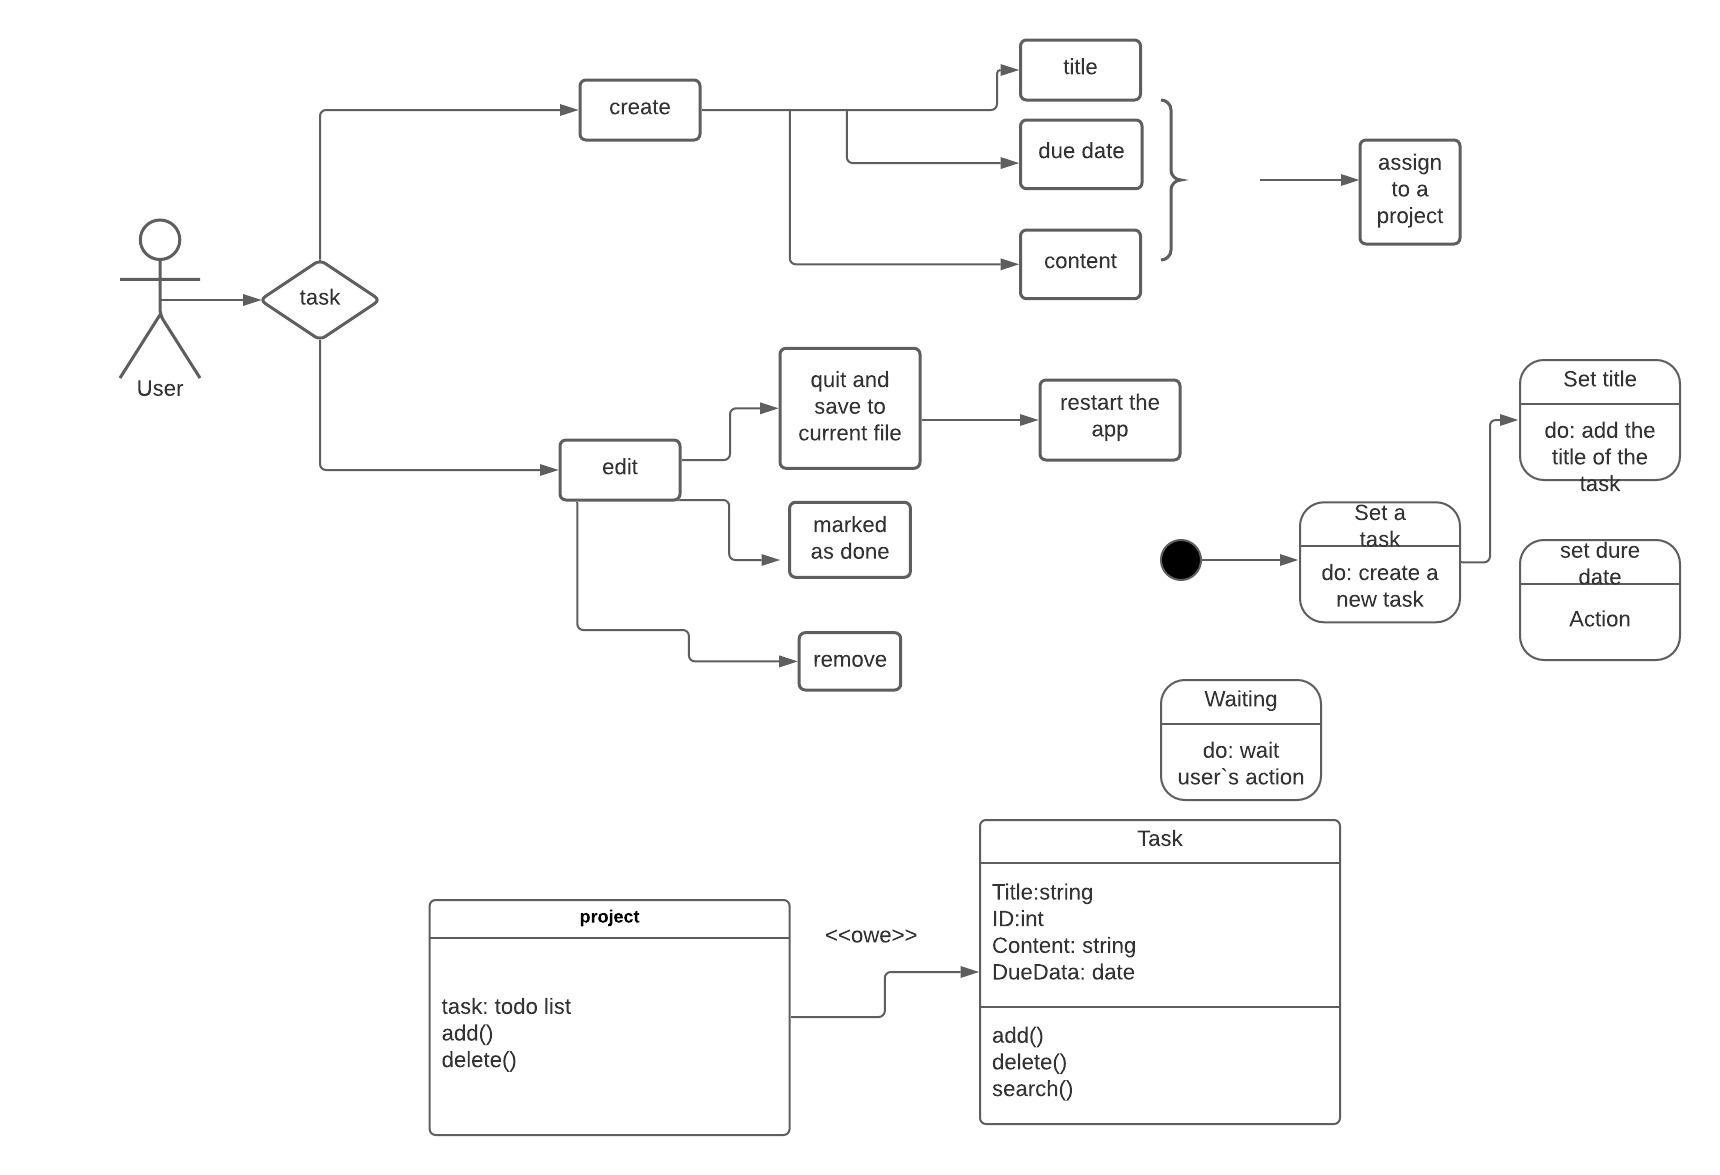 title
create
due date
assign
to a
project
content
task
User
quit and
save to
current file
restart the
app
edit
marked
as done
remove
Set title
do: add the
title of the
task
Set a
task
do: create a
new task
set dure
date
Action
Waiting
do: wait
user`s action
project
task: todo list
add()
delete()
<<owe>>
Task
Title:string
ID:int
Content: string
DueData: date
add()
delete()
search()